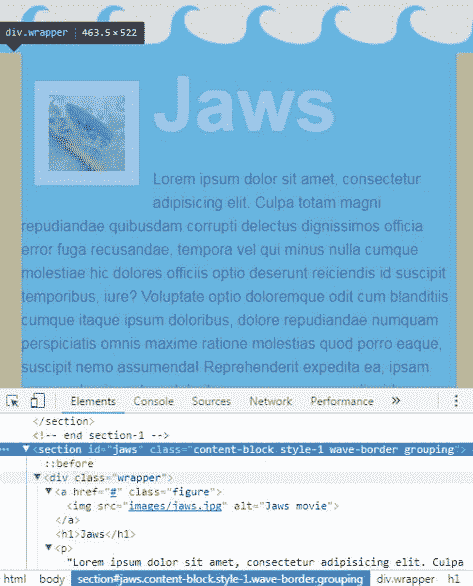 div.wrapper | 463.5 × 522
Jaws
Lorem ipsum dolor sit amet, consectetur
adipisicing elit. Culpa totam magni
repudiandae quibusdam corrupti delectus dignissimos officia
error fuga recusandae, tempora vel qui minus nulla cumque
molestiae hic dolores officiis optio deserunt reiciendis id suscipit
temporibus, iure? Voluptate optio doloremque odit cum blanditiis
cumque itaque ipsum doloribus, dolore repudiandae numquam
perspiciatis omnis maxime ratione molestias quod porro eaque,
suscipit nemo assumenda! Reprehenderit expedita ea, ipsam
Elements Console Sources Network Performance »
</section>
<!-- end section-1 -->
<section id="jaws" class="content-block style-1 wave-border grouping">
::before
<div class="wrapper">
<a href="#" class="figure">
<img src="images/jaws.jpg" alt="Jaws movie">
</a>
<h1>Jaws</h1>
<p>
"Lorem ipsum dolor sit amet, consectetur adipisicing elit. Culpa
html body section#jaws.content-block.style-1.wave-border.grouping div.wrapper h1